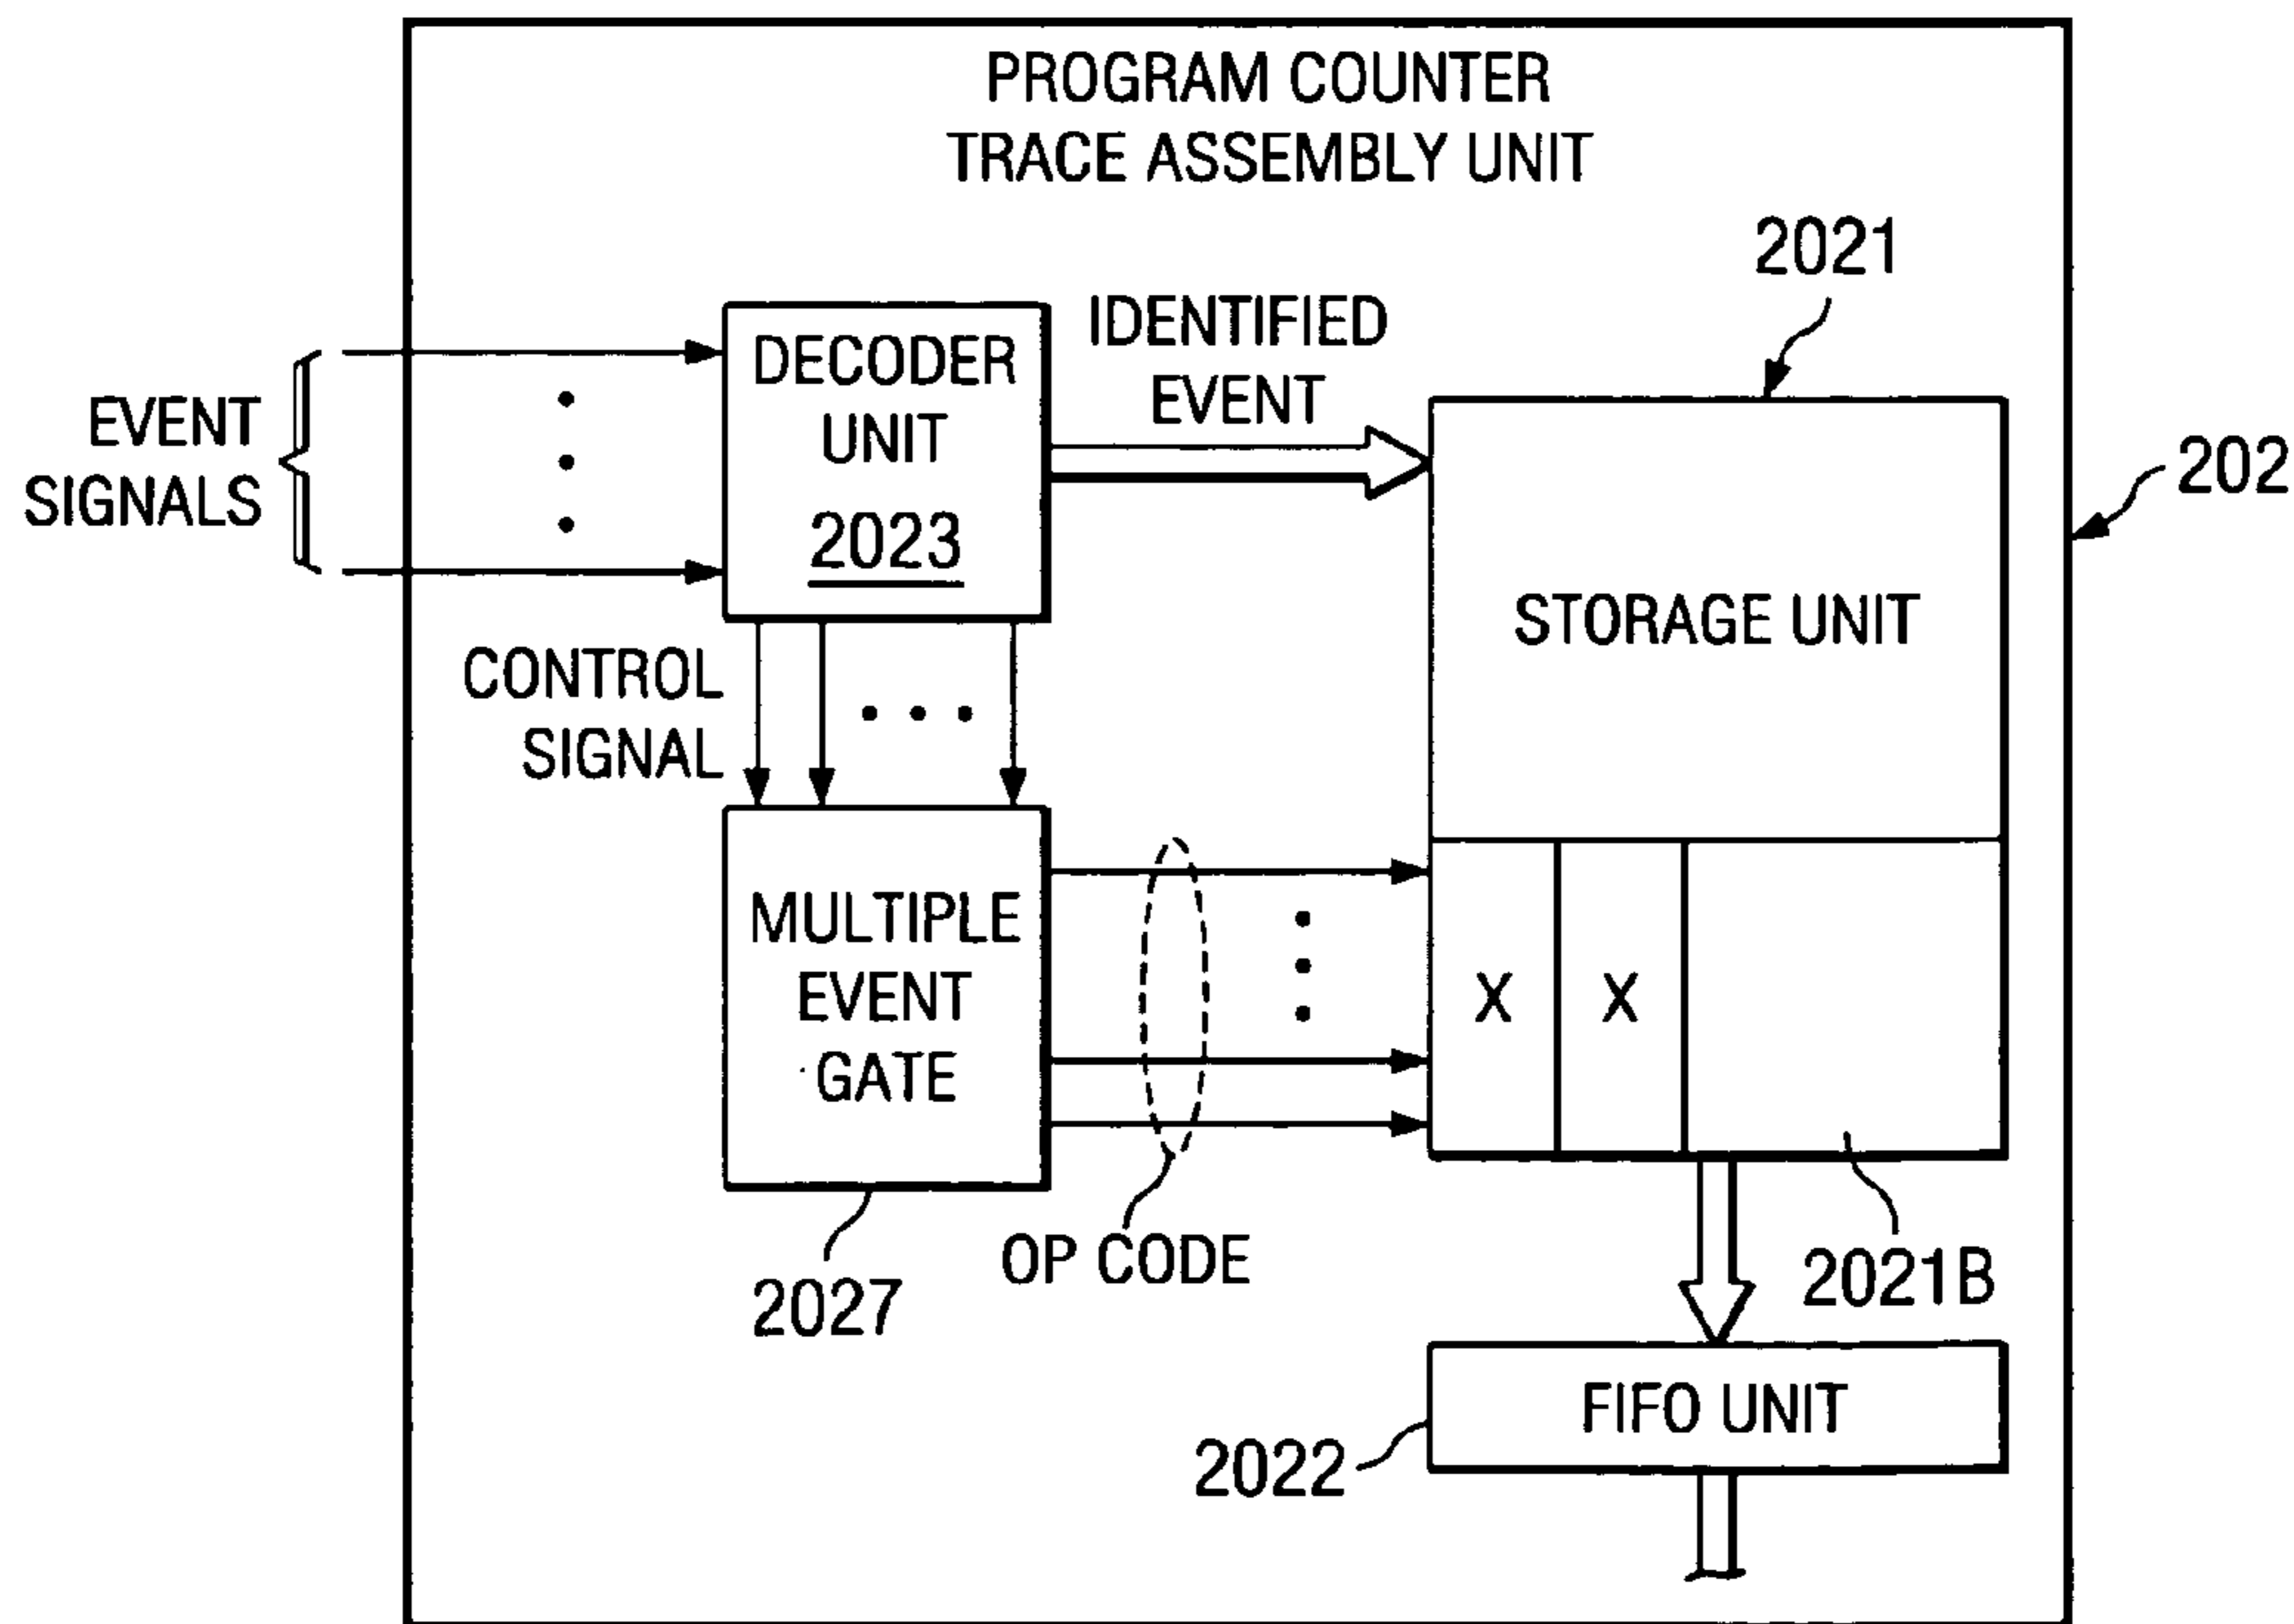 PROGRAM COUNTER
TRACE ASSEMBLY UNIT
2021
202
EVENT
SIGNALS
DECODER
UNIT
2023
IDENTIFIED
EVENT
STORAGE UNIT
CONTROL
SIGNAL
MULTIPLE
EVENT
GATE
X X
OP CODE
2027
2021B
FIFO UNIT
2022